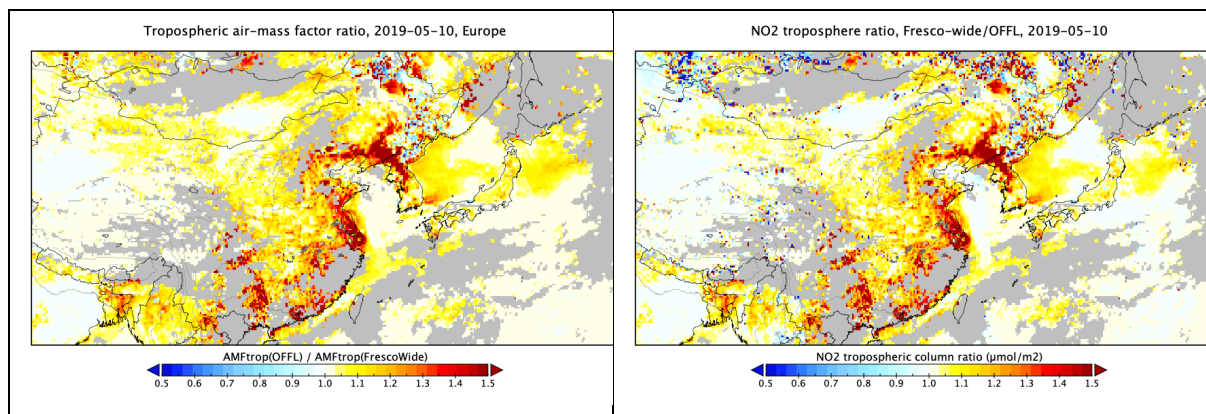 Tropospheric air-mass factor ratio, 2019-05-10, Europe
AMFtrop(OFFL) / AMFtrop(FrescoWide)
0.5 0.6 0.7 0.8 0.9 1.0 1.1 1.2 1.3 1.4 1.5
NO2 troposphere ratio, Fresco-wide/OFFL, 2019-05-10
NO2 tropospheric column ratio (µmol/m2)
0.5 0.6 0.7 0.8 0.9 1.0 1.1 1.2 1.3 1.4 1.5